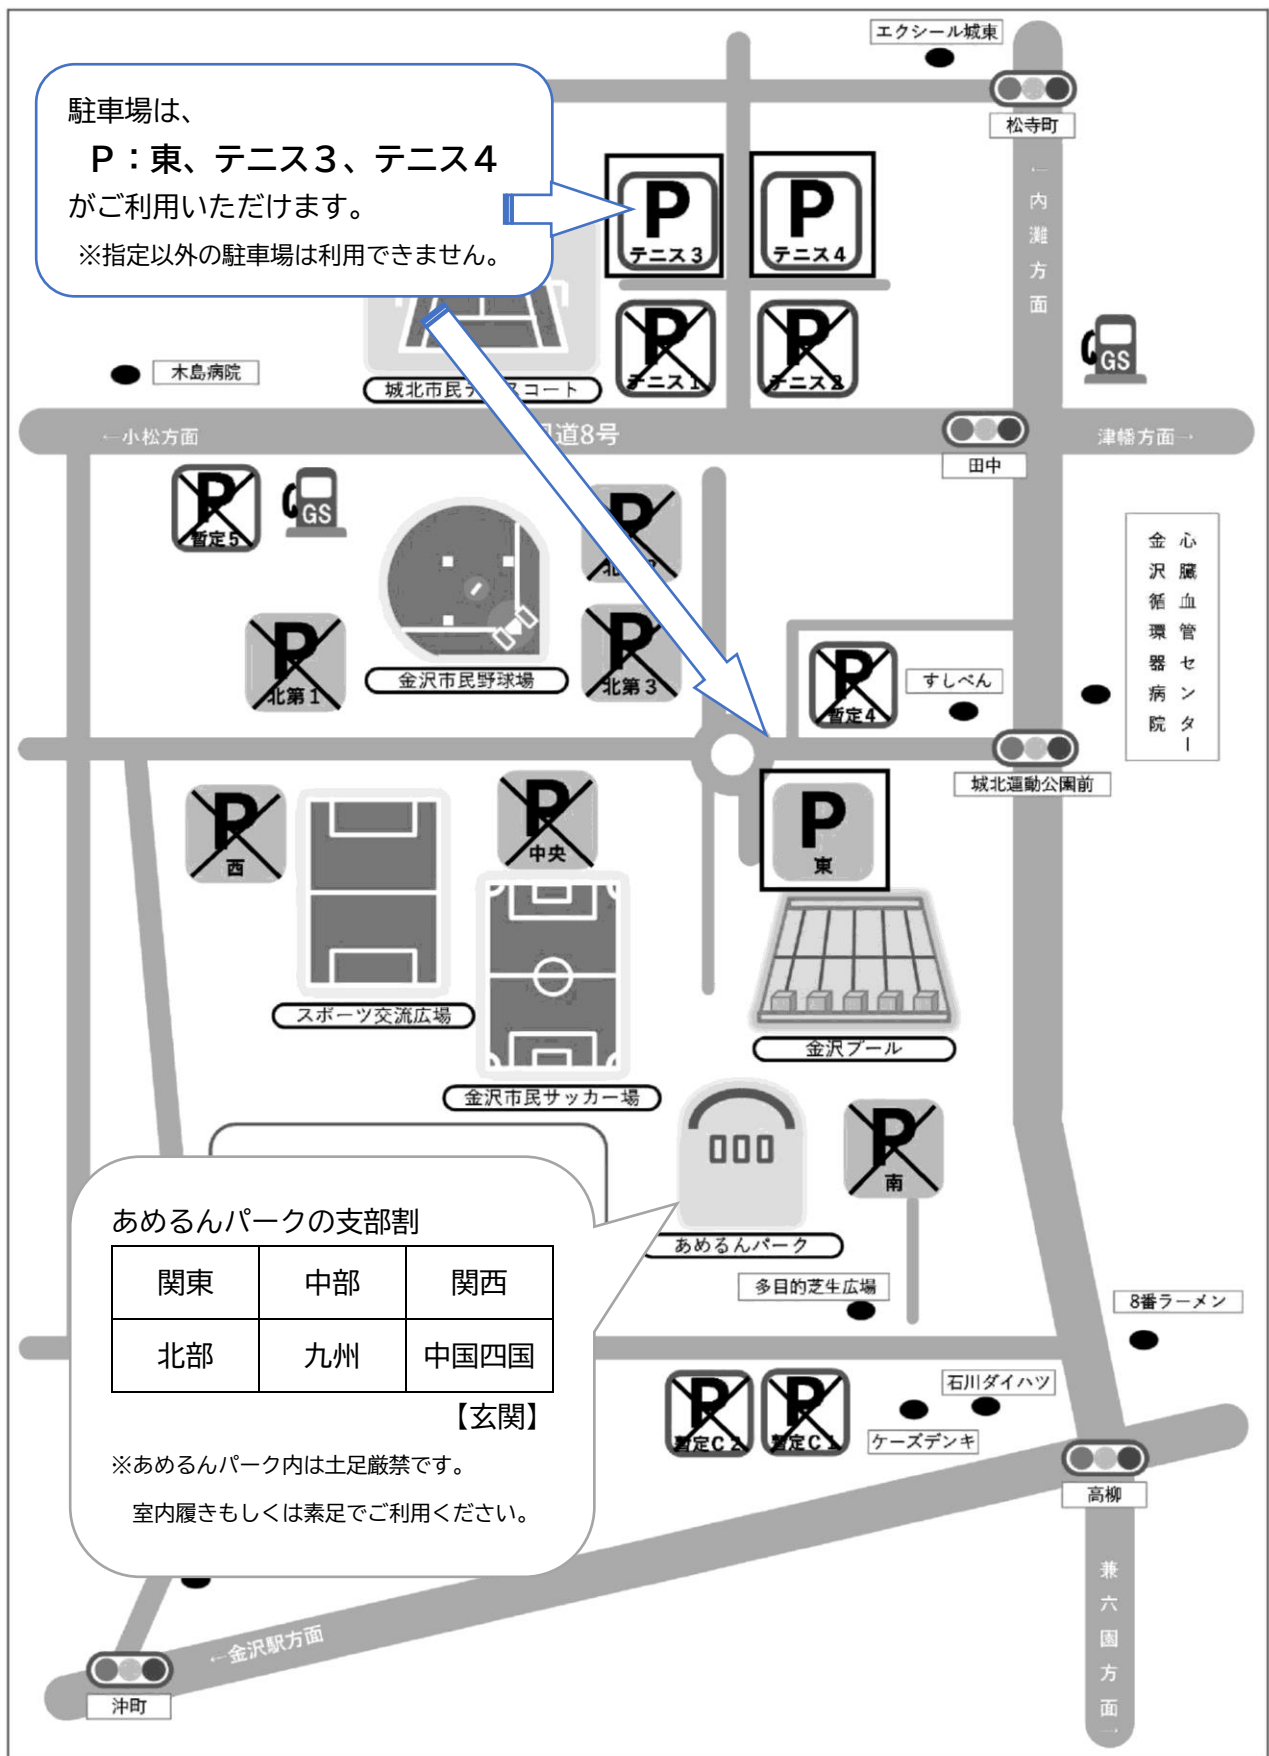 エクシール城東
松寺町
駐車場は、
P：東、テニス３、テニス４
がご利用いただけます。
※指定以外の駐車場は利用できません。
P
テニス3
P
テニス4
←内灘方面
P
テニス1
P
テニス2
GS
木島病院
城北市民テ スコート
←小松方面
道8号
田中
津幡方面→
P
暫定5
GS
P
北
P
北第1
金沢市民野球場
P
北第3
P
暫定4
すしべん
心臓血管センター
金沢循環器病院
城北運動公園前
P
西
P
中央
P
東
スポーツ交流広場
金沢市民サッカー場
金沢プール
P
南
あめるんパーク
多目的芝生広場
8番ラーメン
あめるんパークの支部割
関東 中部 関西
北部 九州 中国四国
【玄関】
※あめるんパーク内は土足厳禁です。
室内履きもしくは素足でご利用ください。
P
暫定C2
P
暫定C1
石川ダイハツ
ケーズデンキ
高柳
兼六園方面→
←金沢駅方面
沖町